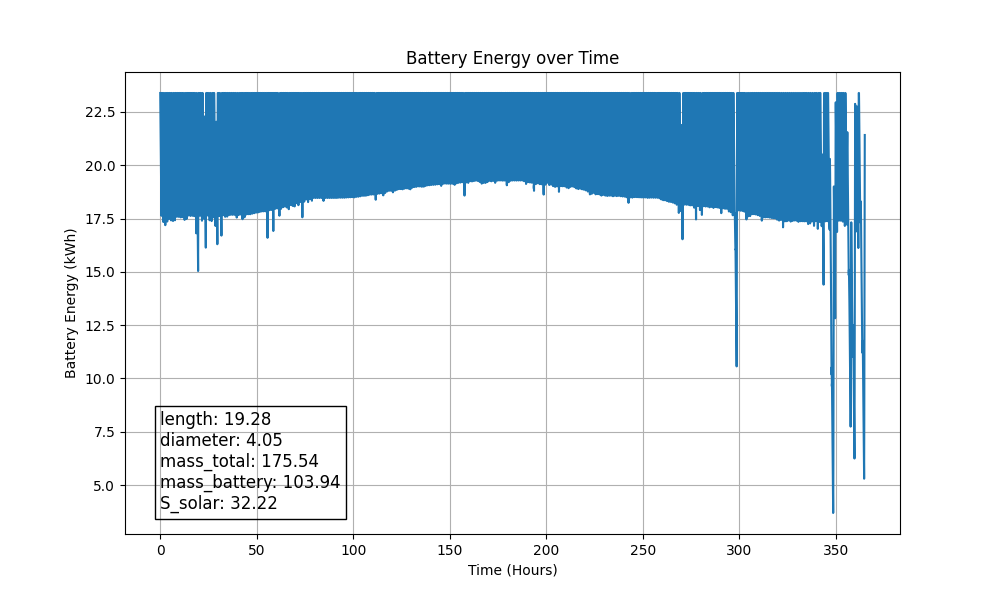 Battery Energy over Time
Battery Energy (kWh)
22.5
20.0
17.5
15.0
12.5
10.0
7.5
5.0
length: 19.28
diameter: 4.05
mass_total: 175.54
mass_battery: 103.94
S_solar: 32.22
0 50 100 150 200 250 300 350
Time (Hours)